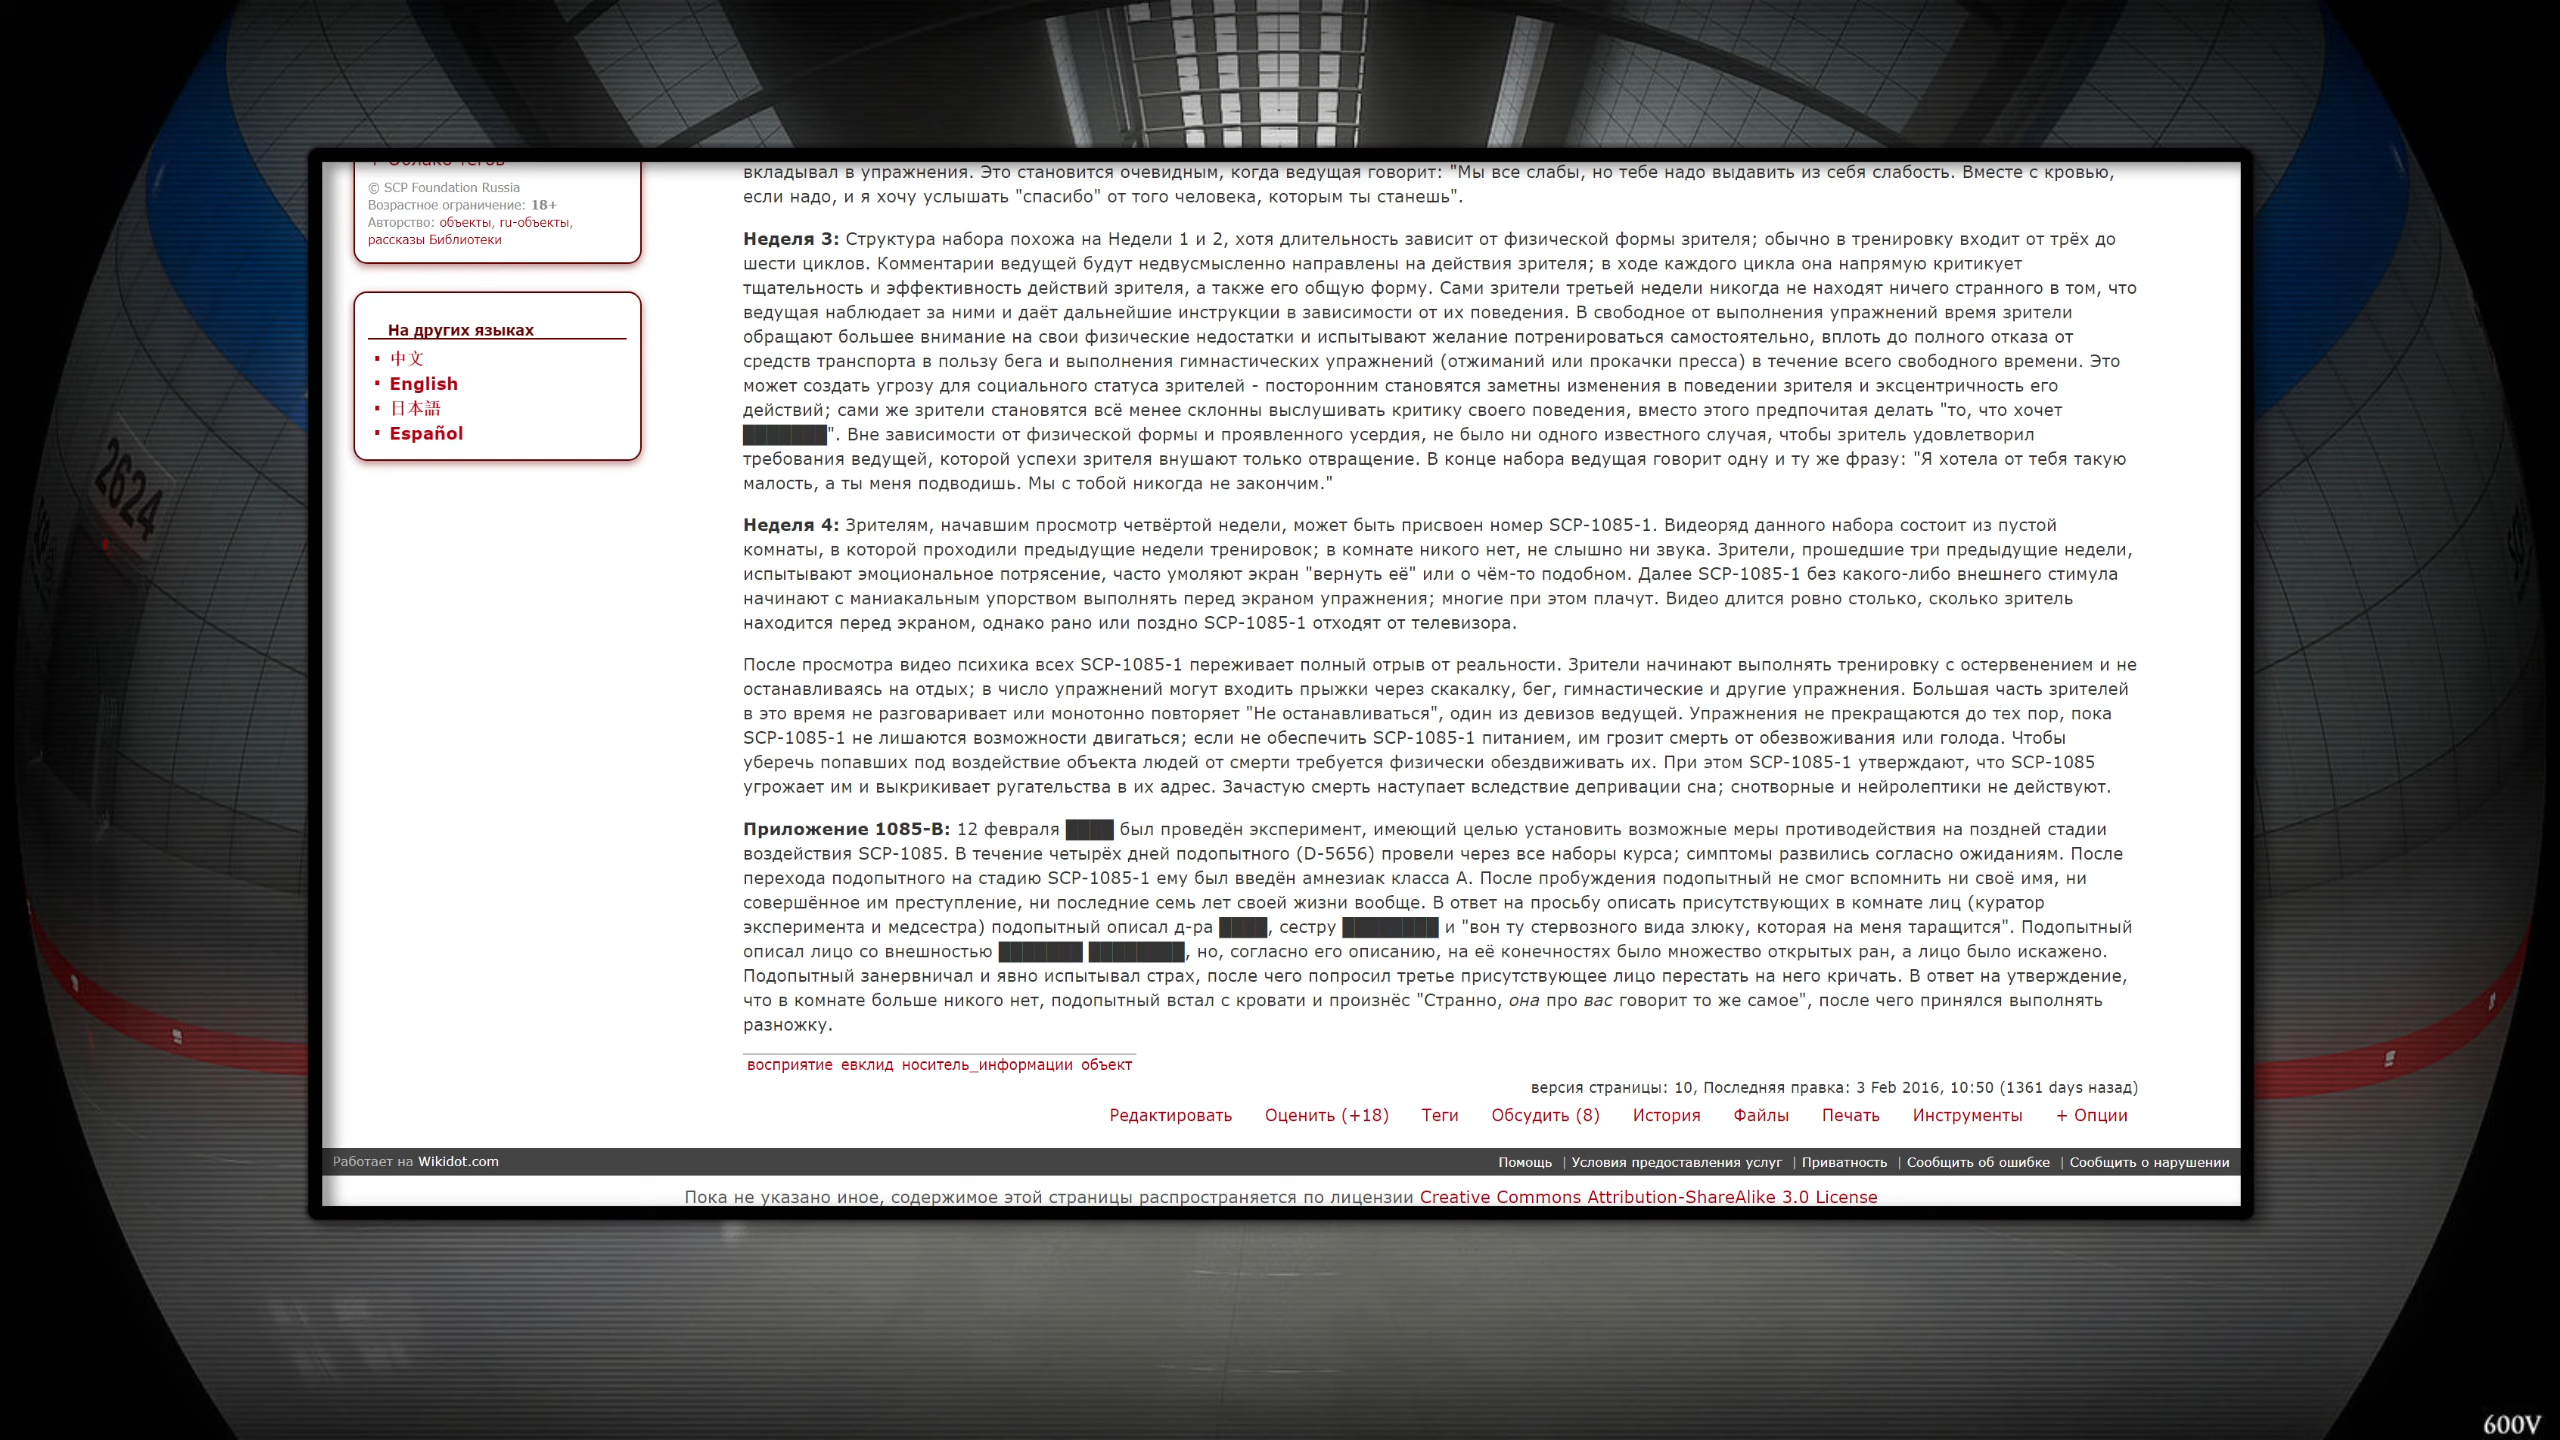 © SCP Foundation Russia
Возрастное ограничение: 18+
Авторство: объекты, ru-объекты,
рассказы Библиотеки
На других языках
中文
English
日本語
Español
2624
вкладывал в упражнения. Это становится очевидным, когда ведущая говорит: "Мы все слабы, но тебе надо выдавить из себя слабость. Вместе с кровью,
если надо, и я хочу услышать "спасибо" от того человека, которым ты станешь".
Неделя 3: Структура набора похожа на Недели 1 и 2, хотя длительность зависит от физической формы зрителя; обычно в тренировку входит от трёх до
шести циклов. Комментарии ведущей будут недвусмысленно направлены на действия зрителя; в ходе каждого цикла она напрямую критикует
тщательность и эффективность действий зрителя, а также его общую форму. Сами зрители третьей недели никогда не находят ничего странного в том, что
ведущая наблюдает за ними и даёт дальнейшие инструкции в зависимости от их поведения. В свободное от выполнения упражнений время зрители
обращают большее внимание на свои физические недостатки и испытывают желание потренироваться самостоятельно, вплоть до полного отказа от
средств транспорта в пользу бега и выполнения гимнастических упражнений (отжиманий или прокачки пресса) в течение всего свободного времени. Это
может создать угрозу для социального статуса зрителей - посторонним становятся заметны изменения в поведении зрителя и эксцентричность его
действий; сами же зрители становятся всё менее склонны выслушивать критику своего поведения, вместо этого предпочитая делать "то, что хочет
███████". Вне зависимости от физической формы и проявленного усердия, не было ни одного известного случая, чтобы зритель удовлетворил
требования ведущей, которой успехи зрителя внушают только отвращение. В конце набора ведущая говорит одну и ту же фразу: "Я хотела от тебя такую
малость, а ты меня подводишь. Мы с тобой никогда не закончим."
Неделя 4: Зрителям, начавшим просмотр четвёртой недели, может быть присвоен номер SCP-1085-1. Видеоряд данного набора состоит из пустой
комнаты, в которой проходили предыдущие недели тренировок; в комнате никого нет, не слышно ни звука. Зрители, прошедшие три предыдущие недели,
испытывают эмоциональное потрясение, часто умоляют экран "вернуть её" или о чём-то подобном. Далее SCP-1085-1 без какого-либо внешнего стимула
начинают с маниакальным упорством выполнять перед экраном упражнения; многие при этом плачут. Видео длится ровно столько, сколько зритель
находится перед экраном, однако рано или поздно SCP-1085-1 отходят от телевизора.
После просмотра видео психика всех SCP-1085-1 переживает полный отрыв от реальности. Зрители начинают выполнять тренировку с остервенением и не
останавливаясь на отдых; в число упражнений могут входить прыжки через скакалку, бег, гимнастические и другие упражнения. Большая часть зрителей
в это время не разговаривает или монотонно повторяет "Не останавливаться", один из девизов ведущей. Упражнения не прекращаются до тех пор, пока
SCP-1085-1 не лишаются возможности двигаться; если не обеспечить SCP-1085-1 питанием, им грозит смерть от обезвоживания или голода. Чтобы
уберечь попавших под воздействие объекта людей от смерти требуется физически обездвиживать их. При этом SCP-1085-1 утверждают, что SCP-1085
угрожает им и выкрикивает ругательства в их адрес. Зачастую смерть наступает вследствие депривации сна; снотворные и нейролептики не действуют.
Приложение 1085-B: 12 февраля ████ был проведён эксперимент, имеющий целью установить возможные меры противодействия на поздней стадии
воздействия SCP-1085. В течение четырёх дней подопытного (D-5656) провели через все наборы курса; симптомы развились согласно ожиданиям. После
перехода подопытного на стадию SCP-1085-1 ему был введён амнезиак класса А. После пробуждения подопытный не смог вспомнить ни своё имя, ни
совершённое им преступление, ни последние семь лет своей жизни вообще. В ответ на просьбу описать присутствующих в комнате лиц (куратор
эксперимента и медсестра) подопытный описал д-ра ████, сестру ████████ и "вон ту стервозного вида злюку, которая на меня таращится". Подопытный
описал лицо со внешностью ███████ ████████, но, согласно его описанию, на её конечностях было множество открытых ран, а лицо было искажено.
Подопытный занервничал и явно испытывал страх, после чего попросил третье присутствующее лицо перестать на него кричать. В ответ на утверждение,
что в комнате больше никого нет, подопытный встал с кровати и произнёс "Странно, она про вас говорит то же самое", после чего принялся выполнять
разножку.
восприятие евклид носитель_информации объект
версия страницы: 10, Последняя правка: 3 Feb 2016, 10:50 (1361 days назад)
Редактировать Оценить (+18) Теги Обсудить (8) История Файлы Печать Инструменты + Опции
Работает на Wikidot.com
Помощь | Условия предоставления услуг | Приватность | Сообщить об ошибке | Сообщить о нарушении
Пока не указано иное, содержимое этой страницы распространяется по лицензии Creative Commons Attribution-ShareAlike 3.0 License
600V